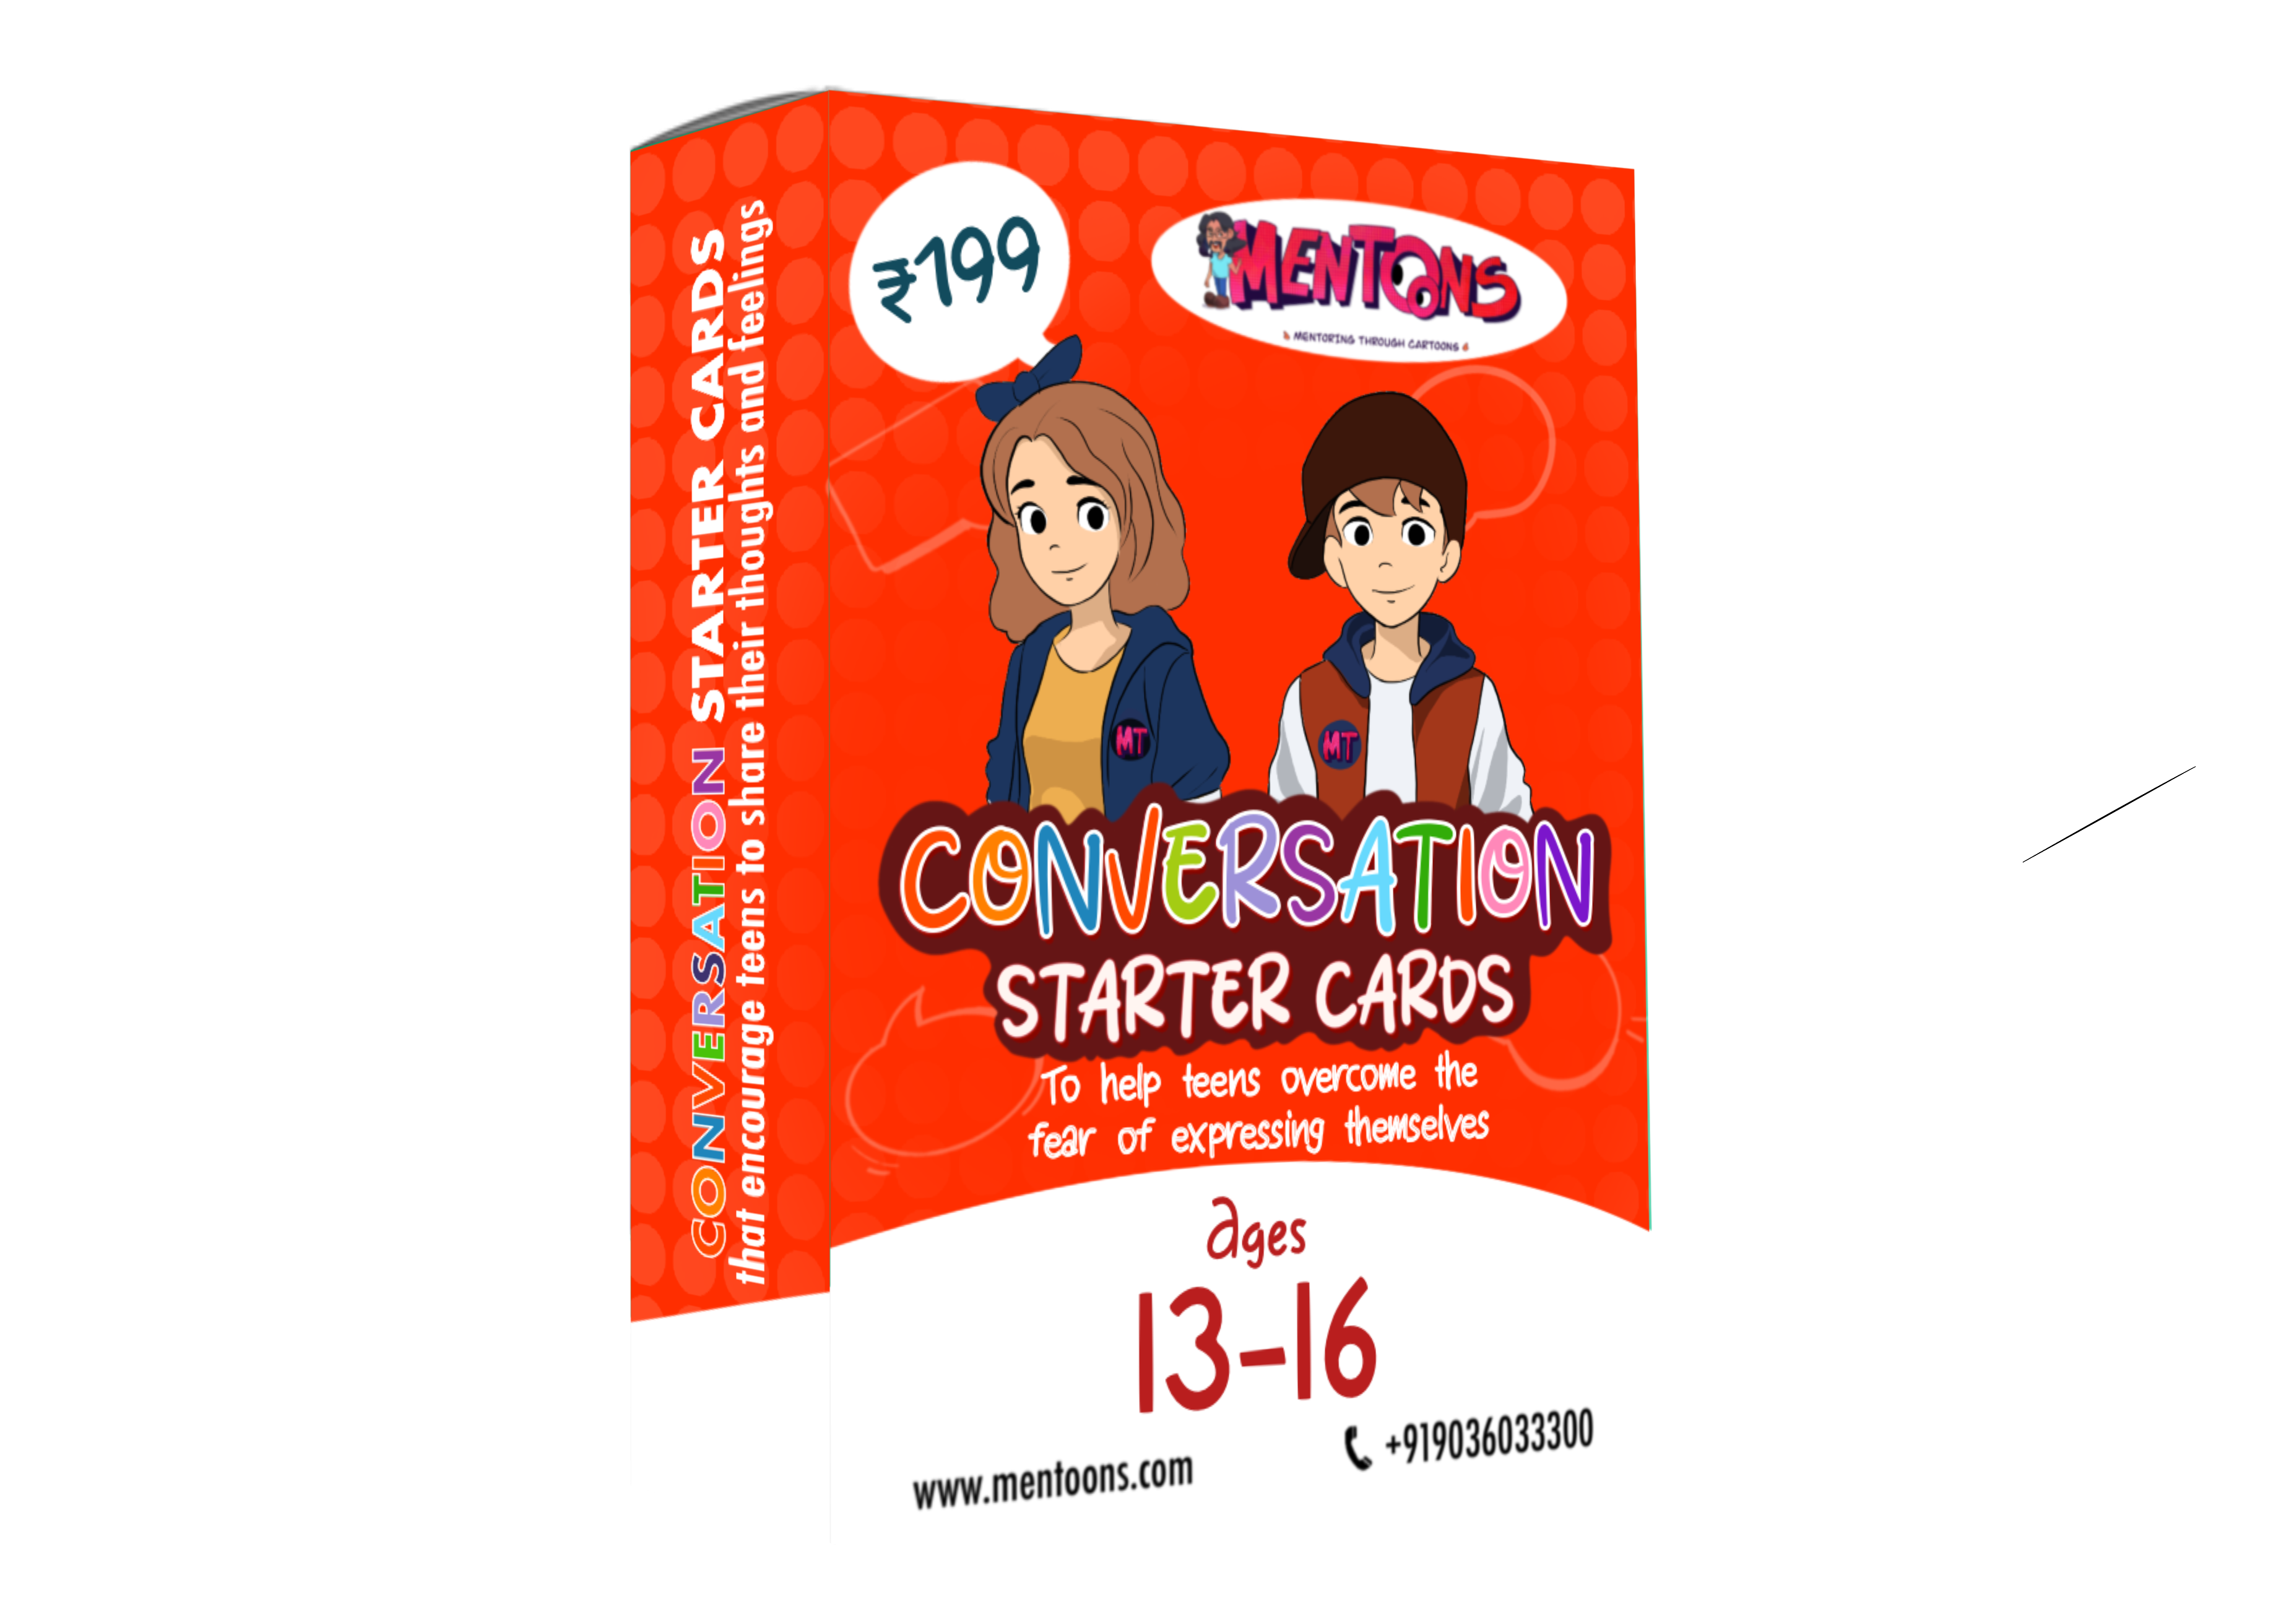 ₹199
MENTOONS
MENTORING THROUGH CARTOONS
MT
MT
CONVERSATION
STARTER CARDS
To help teens overcome the
fear of expressing themselves
ages
13-16
www.mentoons.com
+919036033300
CONVERSATION STARTER CARDS
that encourage teens to share their thoughts and feelings